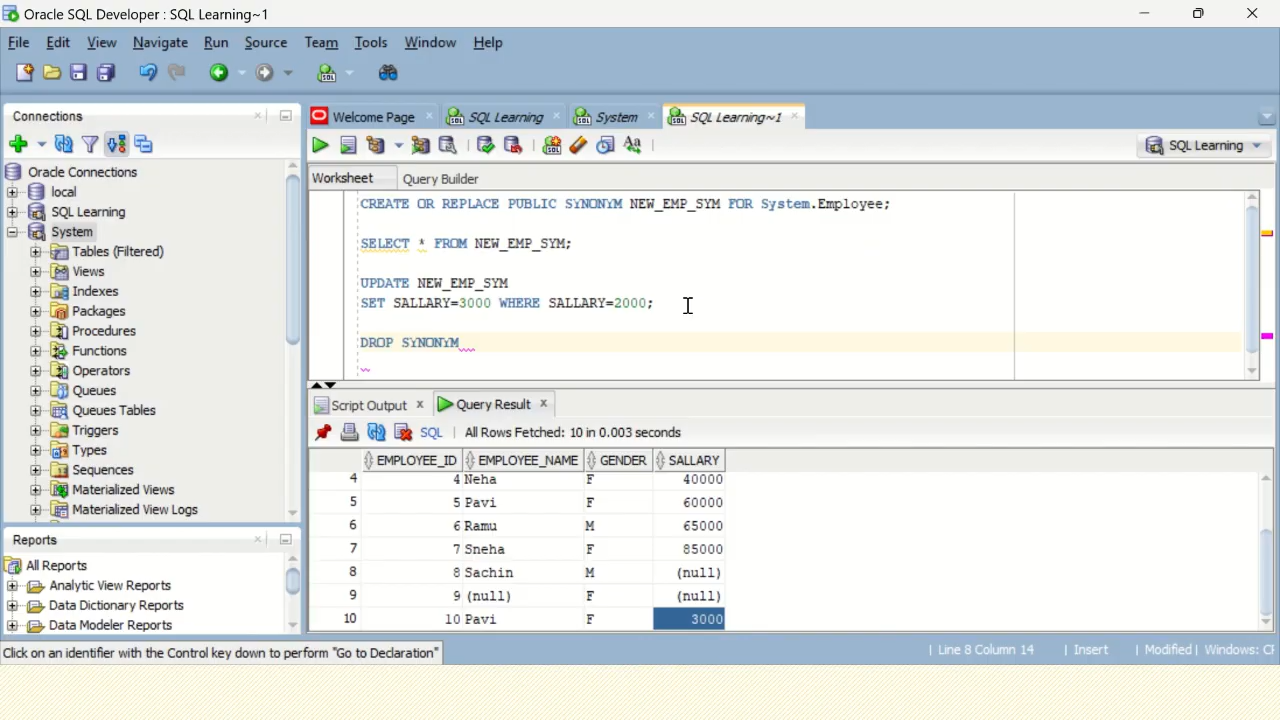 Oracle SQL Developer : SQL Learning~1
File Edit View Navigate Run Source Team Tools Window Help
Connections
Oracle Connections
local
SQL Learning
System
Tables (Filtered)
Views
Indexes
Packages
Procedures
Functions
Operators
Queues
Queues Tables
Triggers
Types
Sequences
Materialized Views
Materialized View Logs
Reports
All Reports
Analytic View Reports
Data Dictionary Reports
Data Modeler Reports
Welcome Page SQL Learning System SQL Learning~1
SQL Learning
Worksheet Query Builder
CREATE OR REPLACE PUBLIC SYNONYM NEW_EMP_SYM FOR System.Employee;
SELECT * FROM NEW_EMP_SYM;
UPDATE NEW_EMP_SYM
SET SALLARY=3000 WHERE SALLARY=2000;
DROP SYNONYM
Script Output Query Result
SQL | All Rows Fetched: 10 in 0.003 seconds
EMPLOYEE_ID EMPLOYEE_NAME GENDER SALLARY
4 4 Neha F 40000
5 5 Pavi F 60000
6 6 Ramu M 65000
7 7 Sneha F 85000
8 8 Sachin M (null)
9 9 (null) F (null)
10 10 Pavi F 3000
Click on an identifier with the Control key down to perform "Go to Declaration"
| Line 8 Column 14 | Insert | Modified | Windows: CF